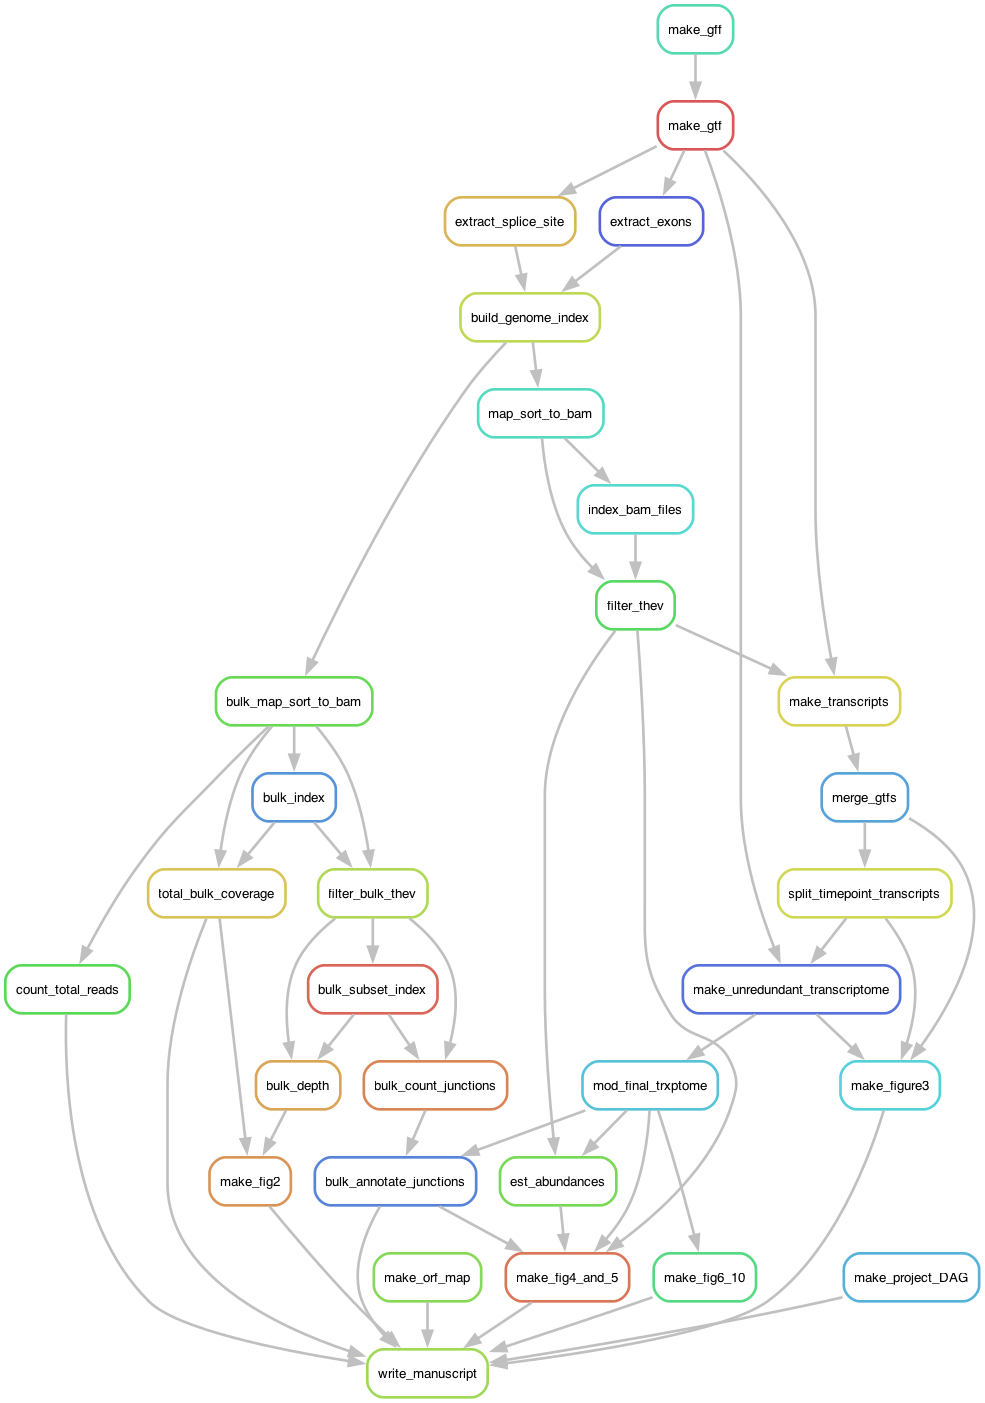 make_gff
make_gtf
extract_splice_site
extract_exons
build_genome_index
map_sort_to_bam
index_bam_files
filter_thev
bulk_map_sort_to_bam
make_transcripts
bulk_index
merge_gtfs
total_bulk_coverage
filter_bulk_thev
split_timepoint_transcripts
count_total_reads
bulk_subset_index
make_unredundant_transcriptome
bulk_depth
bulk_count_junctions
mod_final_trxptome
make_figure3
make_fig2
bulk_annotate_junctions
est_abundances
make_orf_map
make_fig4_and_5
make_fig6_10
make_project_DAG
write_manuscript